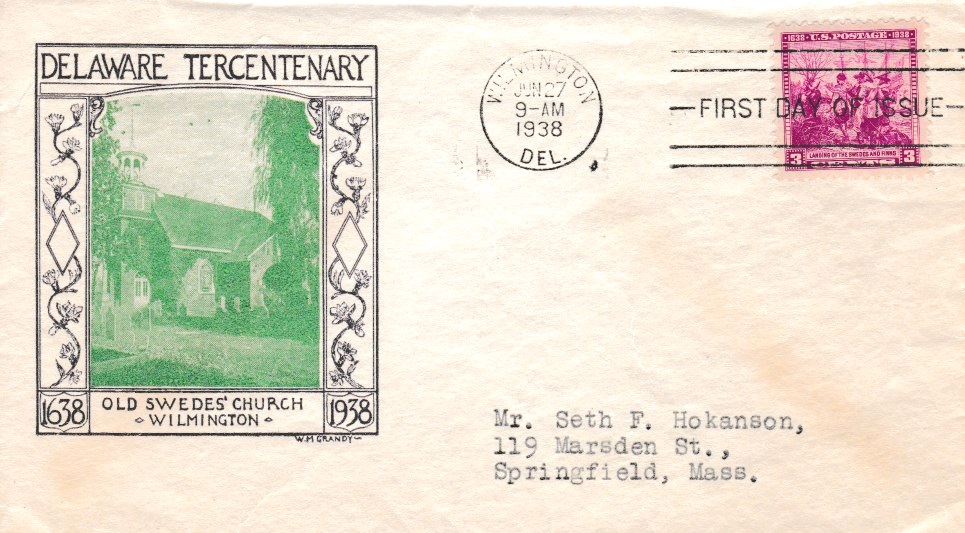 DELAWARE TERCENTENARY
1638
OLD SWEDES' CHURCH
WILMINGTON
1938
W.M GRANDY
WILMINGTON
JUN 27
9-AM
1938
DEL.
FIRST DAY OF ISSUE
1638 U.S. POSTAGE 1938
3 LANDING OF THE SWEDES AND FINNS 3
Mr. Seth F. Hokanson,
119 Marsden St.,
Springfield, Mass.